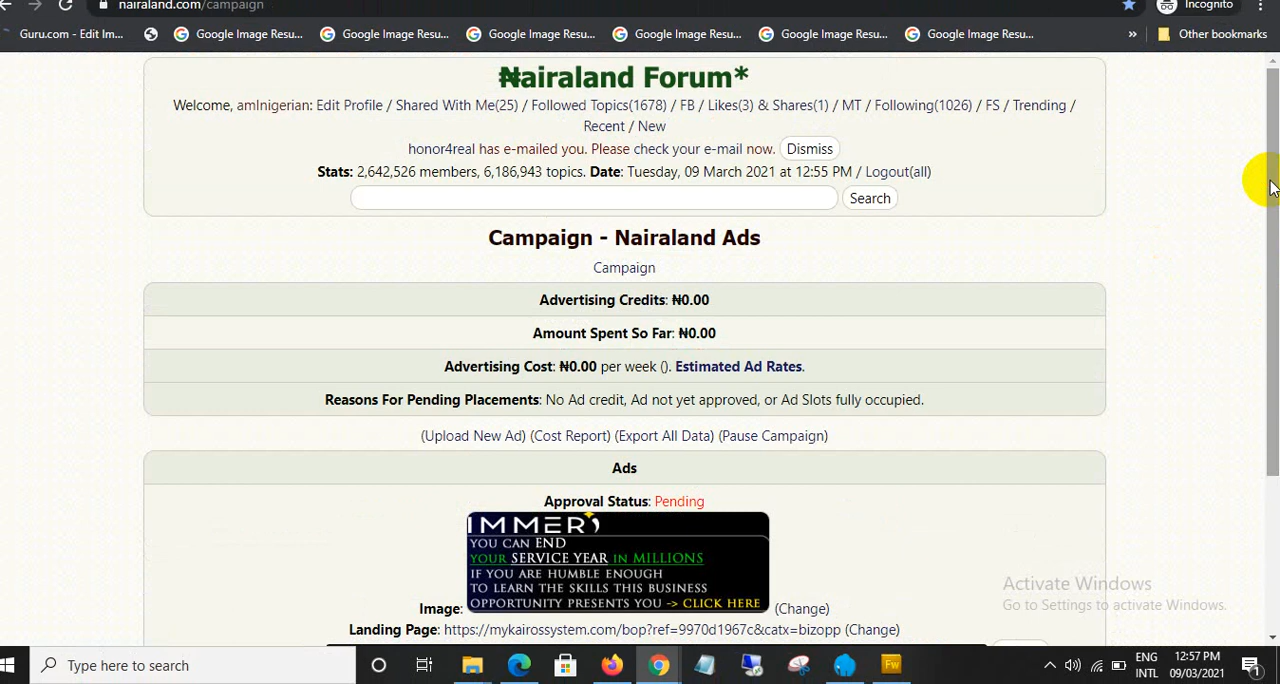 nairaland.com/campaign
Incognito
Guru.com - Edit Im...
Google Image Resu...
Google Image Resu...
Google Image Resu...
Google Image Resu...
Google Image Resu...
Google Image Resu...
»
Other bookmarks
₦airaland Forum*
Welcome, amInigerian: Edit Profile / Shared With Me(25) / Followed Topics(1678) / FB / Likes(3) & Shares(1) / MT / Following(1026) / FS / Trending /
Recent / New
honor4real has e-mailed you. Please check your e-mail now. Dismiss
Stats: 2,642,526 members, 6,186,943 topics. Date: Tuesday, 09 March 2021 at 12:55 PM / Logout(all)
Search
Campaign - Nairaland Ads
Campaign
Advertising Credits: ₦0.00
Amount Spent So Far: ₦0.00
Advertising Cost: ₦0.00 per week (). Estimated Ad Rates.
Reasons For Pending Placements: No Ad credit, Ad not yet approved, or Ad Slots fully occupied.
(Upload New Ad) (Cost Report) (Export All Data) (Pause Campaign)
Ads
Approval Status: Pending
IMMER
YOU CAN END
YOUR SERVICE YEAR IN MILLIONS
IF YOU ARE HUMBLE ENOUGH
TO LEARN THE SKILLS THIS BUSINESS
OPPORTUNITY PRESENTS YOU -> CLICK HERE
Image: (Change)
Landing Page: https://mykairossystem.com/bop?ref=9970d1967c&catx=bizopp (Change)
Activate Windows
Go to Settings to activate Windows.
Type here to search
Fw
ENG
INTL
12:57 PM
09/03/2021
1